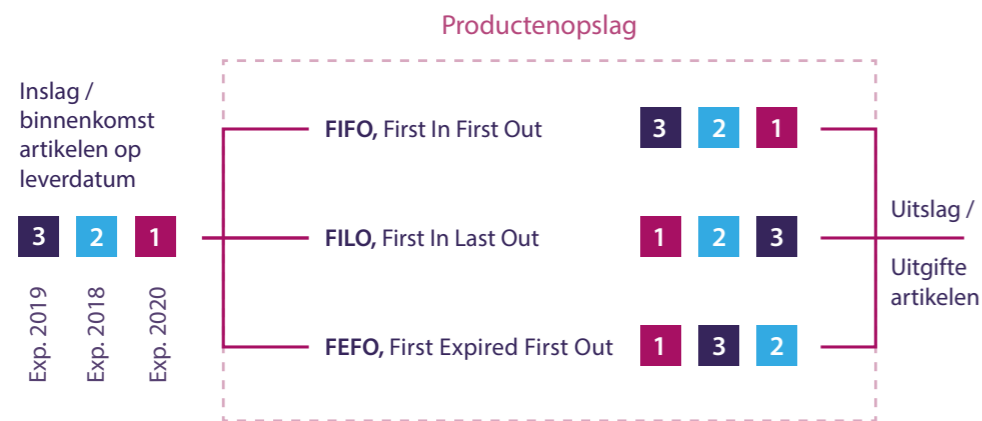 Productenopslag
Inslag /
binnenkomst
artikelen op
leverdatum
3 2 1
Exp. 2019
Exp. 2018
Exp. 2020
FIFO, First In First Out
3 2 1
FILO, First In Last Out
1 2 3
FEFO, First Expired First Out
1 3 2
Uitslag /
Uitgifte
artikelen